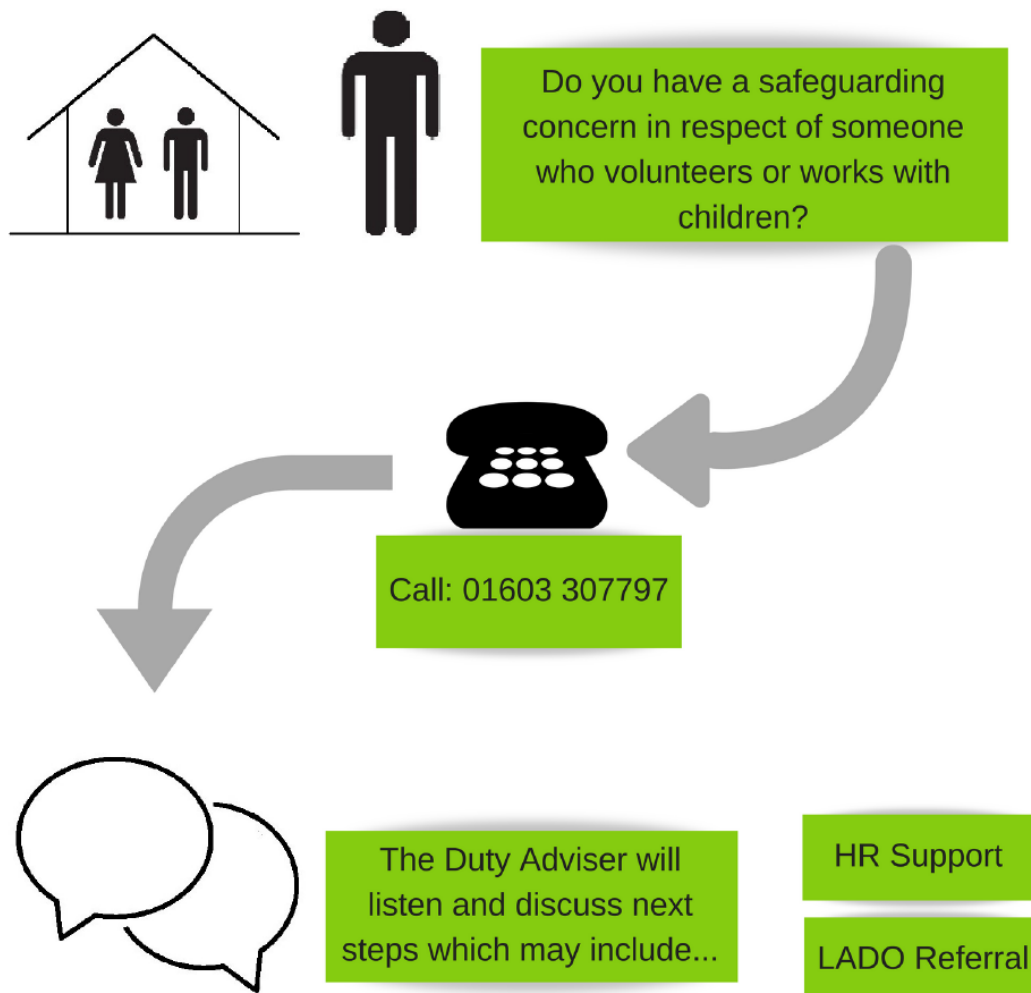 Do you have a safeguarding
concern in respect of someone
who volunteers or works with
children?
Call: 01603 307797
The Duty Adviser will
listen and discuss next
steps which may include...
HR Support
LADO Referral